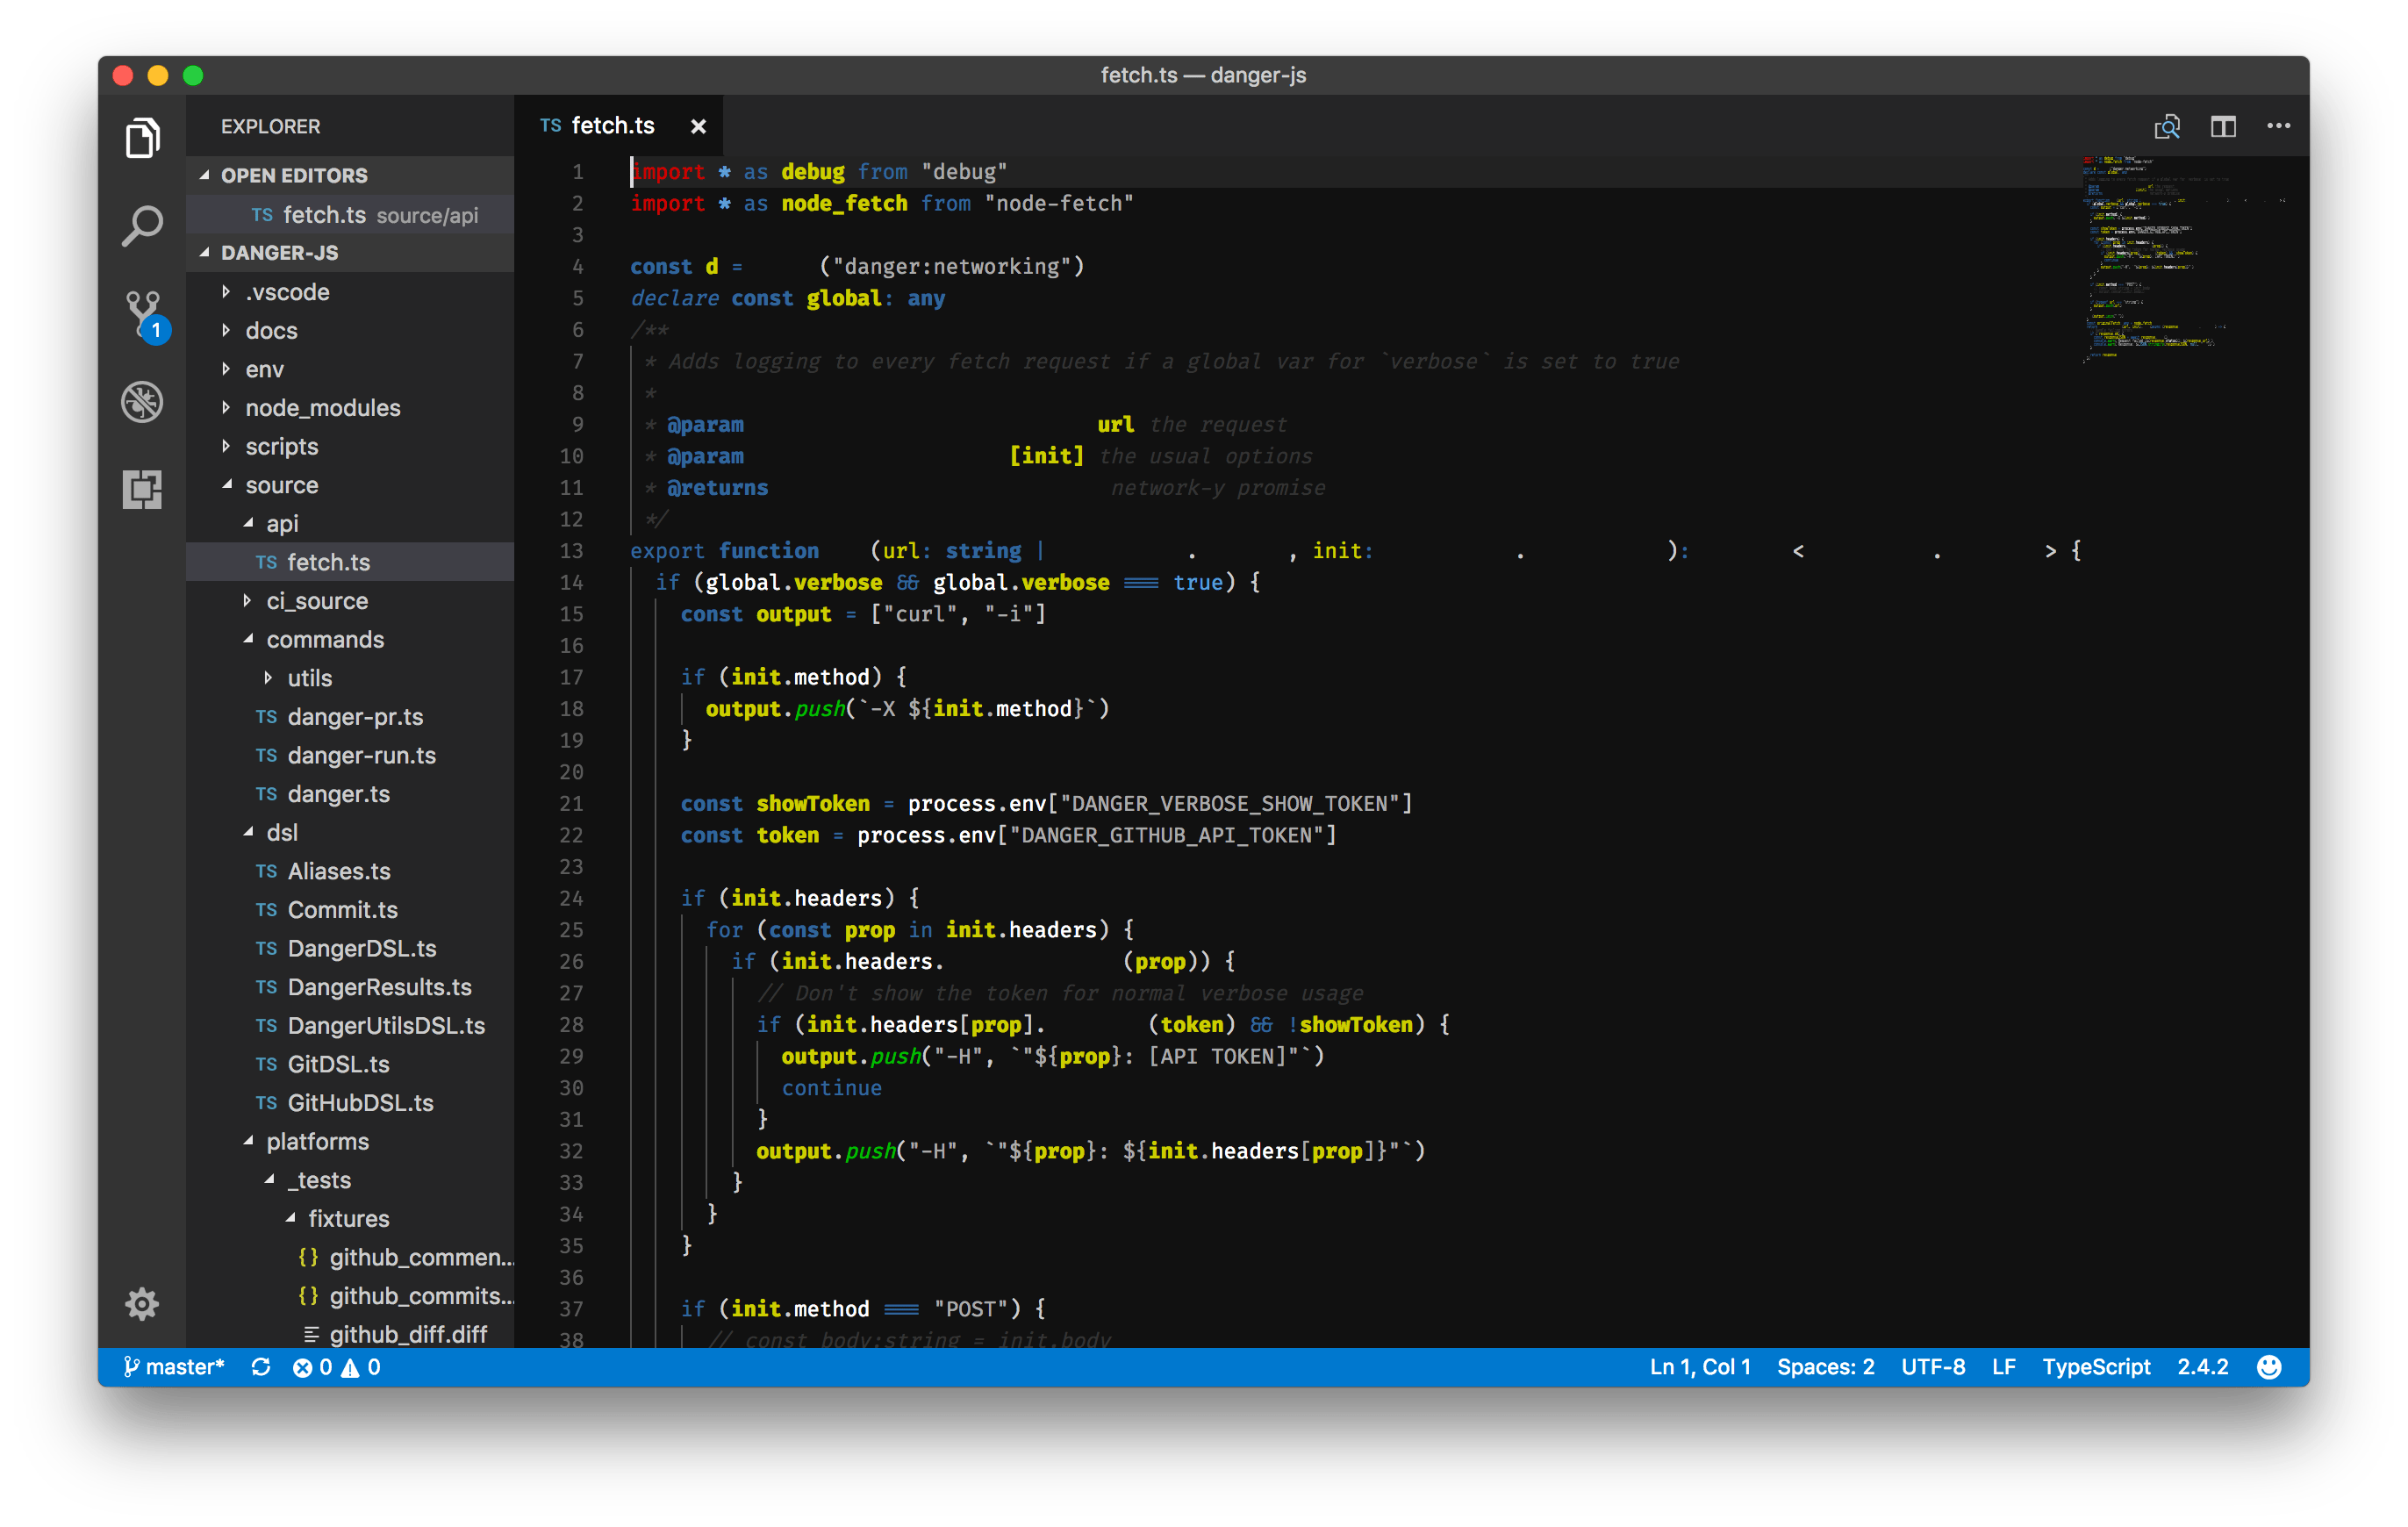 fetch.ts — danger-js
EXPLORER
OPEN EDITORS
TS fetch.ts source/api
DANGER-JS
.vscode
docs
env
node_modules
scripts
source
api
TS fetch.ts
ci_source
commands
utils
TS danger-pr.ts
TS danger-run.ts
TS danger.ts
dsl
TS Aliases.ts
TS Commit.ts
TS DangerDSL.ts
TS DangerResults.ts
TS DangerUtilsDSL.ts
TS GitDSL.ts
TS GitHubDSL.ts
platforms
_tests
fixtures
{} github_commen...
{} github_commits...
github_diff.diff
1
TS fetch.ts ×
1 import * as debug from "debug"
2 import * as node_fetch from "node-fetch"
3
4 const d = ("danger:networking")
5 declare const global: any
6 /**
7 * Adds logging to every fetch request if a global var for `verbose` is set to true
8 *
9 * @param url the request
10 * @param [init] the usual options
11 * @returns network-y promise
12 */
13 export function (url: string | . , init: . ): < . > {
14 if (global.verbose && global.verbose === true) {
15 const output = ["curl", "-i"]
16
17 if (init.method) {
18 output.push(`-X ${init.method}`)
19 }
20
21 const showToken = process.env["DANGER_VERBOSE_SHOW_TOKEN"]
22 const token = process.env["DANGER_GITHUB_API_TOKEN"]
23
24 if (init.headers) {
25 for (const prop in init.headers) {
26 if (init.headers. (prop)) {
27 // Don't show the token for normal verbose usage
28 if (init.headers[prop]. (token) && !showToken) {
29 output.push("-H", `"${prop}: [API TOKEN]"`)
30 continue
31 }
32 output.push("-H", `"${prop}: ${init.headers[prop]}"`)
33 }
34 }
35 }
36
37 if (init.method === "POST") {
38 // const body:string = init.body
master* 0 0
Ln 1, Col 1 Spaces: 2 UTF-8 LF TypeScript 2.4.2